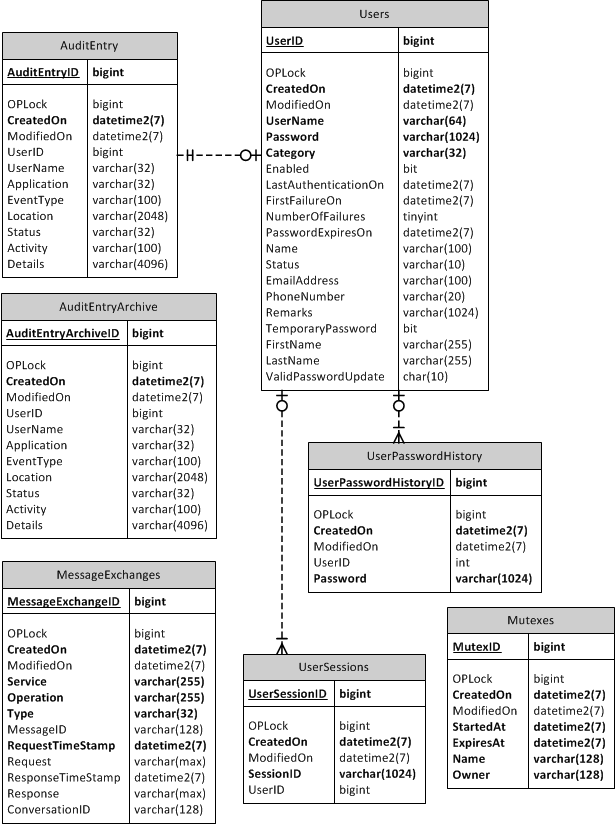 Users
UserID bigint
OPLock bigint
CreatedOn datetime2(7)
ModifiedOn datetime2(7)
UserName varchar(64)
Password varchar(1024)
Category varchar(32)
Enabled bit
LastAuthenticationOn datetime2(7)
FirstFailureOn datetime2(7)
NumberOfFailures tinyint
PasswordExpiresOn datetime2(7)
Name varchar(100)
Status varchar(10)
EmailAddress varchar(100)
PhoneNumber varchar(20)
Remarks varchar(1024)
TemporaryPassword bit
FirstName varchar(255)
LastName varchar(255)
ValidPasswordUpdate char(10)
AuditEntry
AuditEntryID bigint
OPLock bigint
CreatedOn datetime2(7)
ModifiedOn datetime2(7)
UserID bigint
UserName varchar(32)
Application varchar(32)
EventType varchar(100)
Location varchar(2048)
Status varchar(32)
Activity varchar(100)
Details varchar(4096)
AuditEntryArchive
AuditEntryArchiveID bigint
OPLock bigint
CreatedOn datetime2(7)
ModifiedOn datetime2(7)
UserID bigint
UserName varchar(32)
Application varchar(32)
EventType varchar(100)
Location varchar(2048)
Status varchar(32)
Activity varchar(100)
Details varchar(4096)
UserPasswordHistory
UserPasswordHistoryID bigint
OPLock bigint
CreatedOn datetime2(7)
ModifiedOn datetime2(7)
UserID int
Password varchar(1024)
MessageExchanges
MessageExchangeID bigint
OPLock bigint
CreatedOn datetime2(7)
ModifiedOn datetime2(7)
Service varchar(255)
Operation varchar(255)
Type varchar(32)
MessageID varchar(128)
RequestTimeStamp datetime2(7)
Request varchar(max)
ResponseTimeStamp datetime2(7)
Response varchar(max)
ConversationID varchar(128)
UserSessions
UserSessionID bigint
OPLock bigint
CreatedOn datetime2(7)
ModifiedOn datetime2(7)
SessionID varchar(1024)
UserID bigint
Mutexes
MutexID bigint
OPLock bigint
CreatedOn datetime2(7)
ModifiedOn datetime2(7)
StartedAt datetime2(7)
ExpiresAt datetime2(7)
Name varchar(128)
Owner varchar(128)